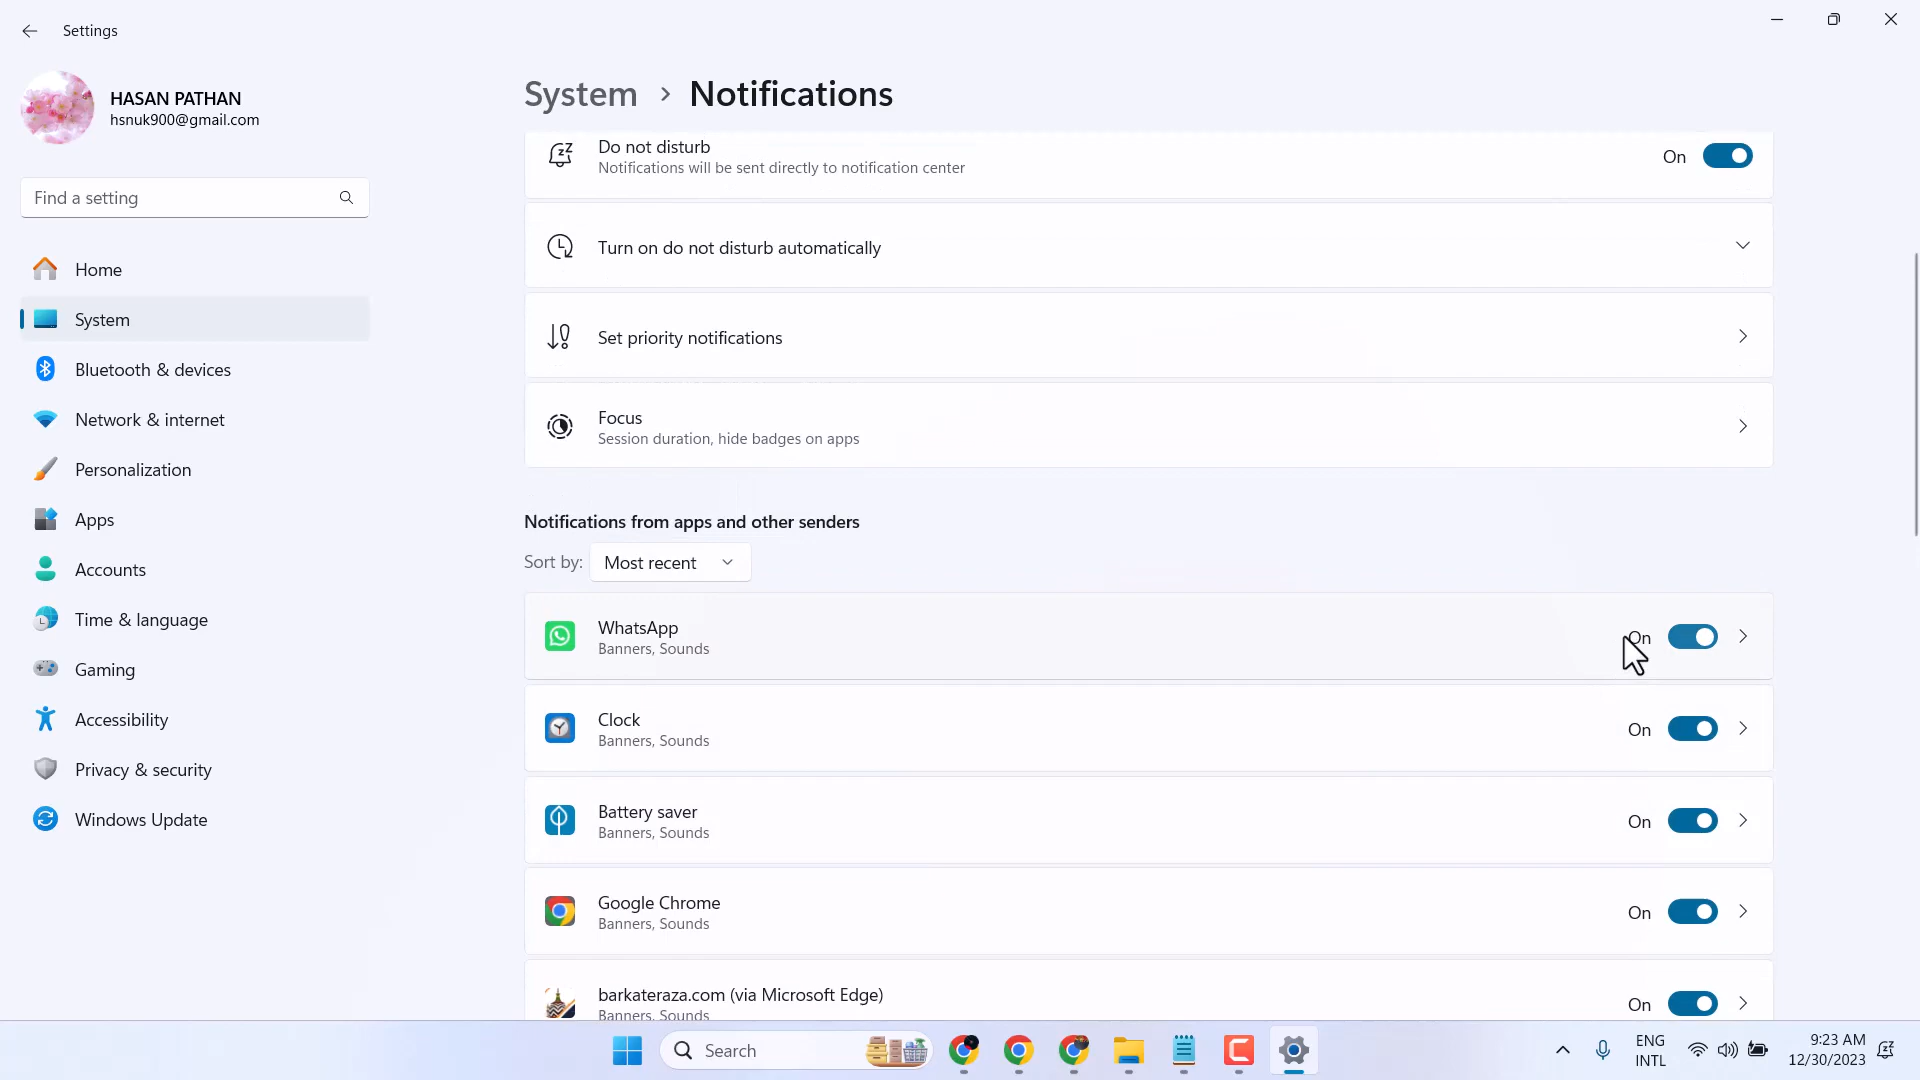 Settings
HASAN PATHAN
hsnuk900@gmail.com
Find a setting
Home
System
Bluetooth & devices
Network & internet
Personalization
Apps
Accounts
Time & language
Gaming
Accessibility
Privacy & security
Windows Update
System > Notifications
Do not disturb
Notifications will be sent directly to notification center
On
Turn on do not disturb automatically
Set priority notifications
Focus
Session duration, hide badges on apps
Notifications from apps and other senders
Sort by: Most recent
WhatsApp
Banners, Sounds
On
Clock
Banners, Sounds
On
Battery saver
Banners, Sounds
On
Google Chrome
Banners, Sounds
On
barkateraza.com (via Microsoft Edge)
Banners, Sounds
On
Search
ENG
INTL
9:23 AM
12/30/2023